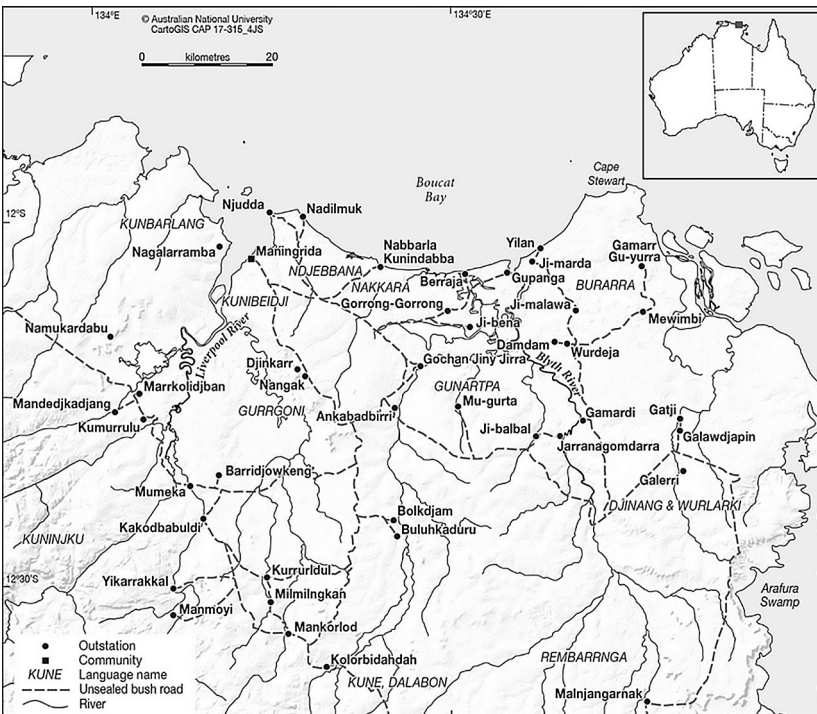 134°E
134°30'E
© Australian National University
CartoGIS CAP 17-315_4JS
kilometres
0
20
Cape
Stewart
Boucat
Bay
12°S
Njudda
Nadilmuk
KUNBARLANG
Nagalarramba
Maningrida
NDJEBBANA
Nabbarla
Kunindabba
NAKKARA
Yilan
Ji-marda
Gamarr
Gu-yurra
Berraja
Gupanga
BURARRA
KUNIBEIDJI
Gorrong-Gorrong
Ji-malawa
Mewimbi
Namukardabu
Liverpool River
Ji-bena
Damdam
Wurdeja
Djinkarr
Nangak
Gochan Jiny Jirra
Blyth River
Marrkolidjban
GUNARTPA
Mandedjkadjang
GURRGONI
Mu-gurta
Kumurrulu
Ankabadbirri
Gamardi
Gatji
Ji-balbal
Jarranagomdarra
Galawdjapin
Barridjowkeng
Galerri
Mumeka
DJINANG & WURLARKI
Kakodbabuldi
Bolkdjam
Buluhkaduru
KUNINJKU
Yikarrakkal
Kurrurldul
Milmilngkan
Manmoyi
Arafura
Swamp
12°30'S
Mankorlod
Kolorbidahdah
REMBARRNGA
KUNE, DALABON
Malnjangarnak
Outstation
Community
KUNE Language name
Unsealed bush road
River